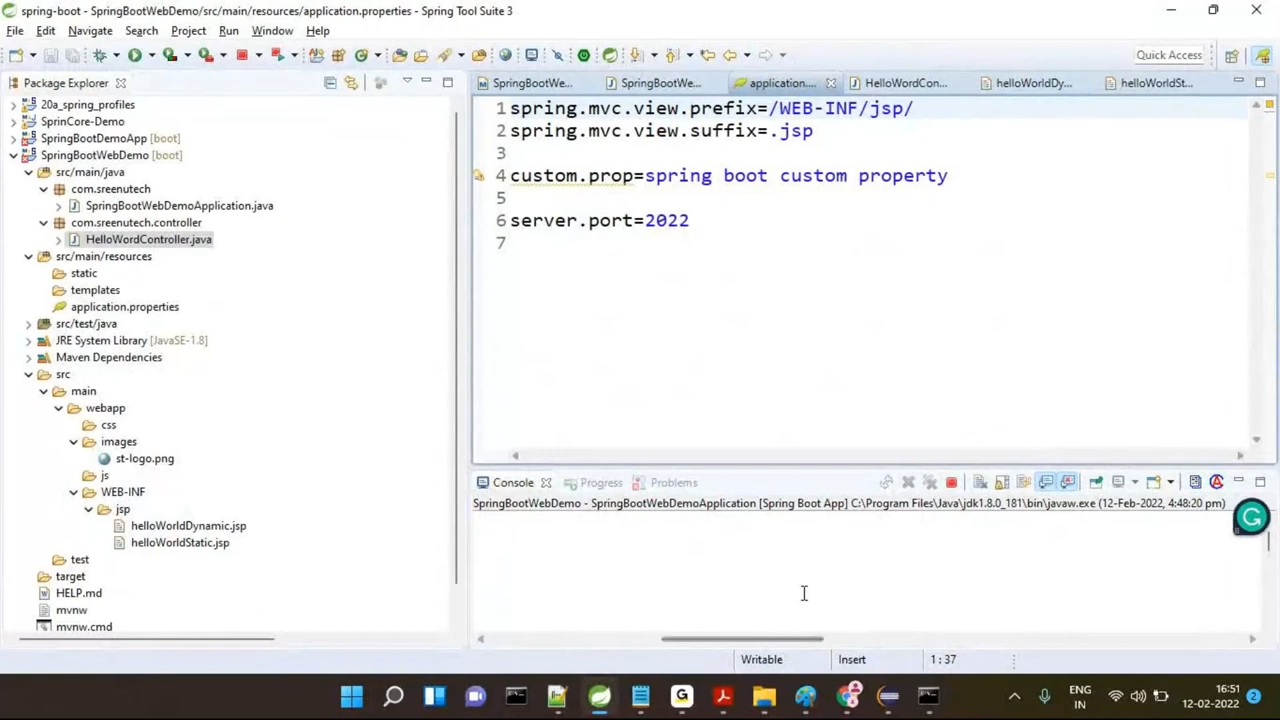 spring-boot - SpringBootWebDemo/src/main/resources/application.properties - Spring Tool Suite 3
File Edit Navigate Search Project Run Window Help
Quick Access
Package Explorer
20a_spring_profiles
SprinCore-Demo
SpringBootDemoApp [boot]
SpringBootWebDemo [boot]
src/main/java
com.sreenutech
SpringBootWebDemoApplication.java
com.sreenutech.controller
HelloWordController.java
src/main/resources
static
templates
application.properties
src/test/java
JRE System Library [JavaSE-1.8]
Maven Dependencies
src
main
webapp
css
images
st-logo.png
js
WEB-INF
jsp
helloWorldDynamic.jsp
helloWorldStatic.jsp
test
target
HELP.md
mvnw
mvnw.cmd
SpringBootWe... SpringBootWe... application.... HelloWordCon... helloWorldDy... helloWorldSt...
1 spring.mvc.view.prefix=/WEB-INF/jsp/
2 spring.mvc.view.suffix=.jsp
3
4 custom.prop=spring boot custom property
5
6 server.port=2022
7
Console Progress Problems
SpringBootWebDemo - SpringBootWebDemoApplication [Spring Boot App] C:\Program Files\Java\jdk1.8.0_181\bin\javaw.exe (12-Feb-2022, 4:48:20 pm)
Writable Insert 1 : 37
ENG
IN
16:51
12-02-2022
2